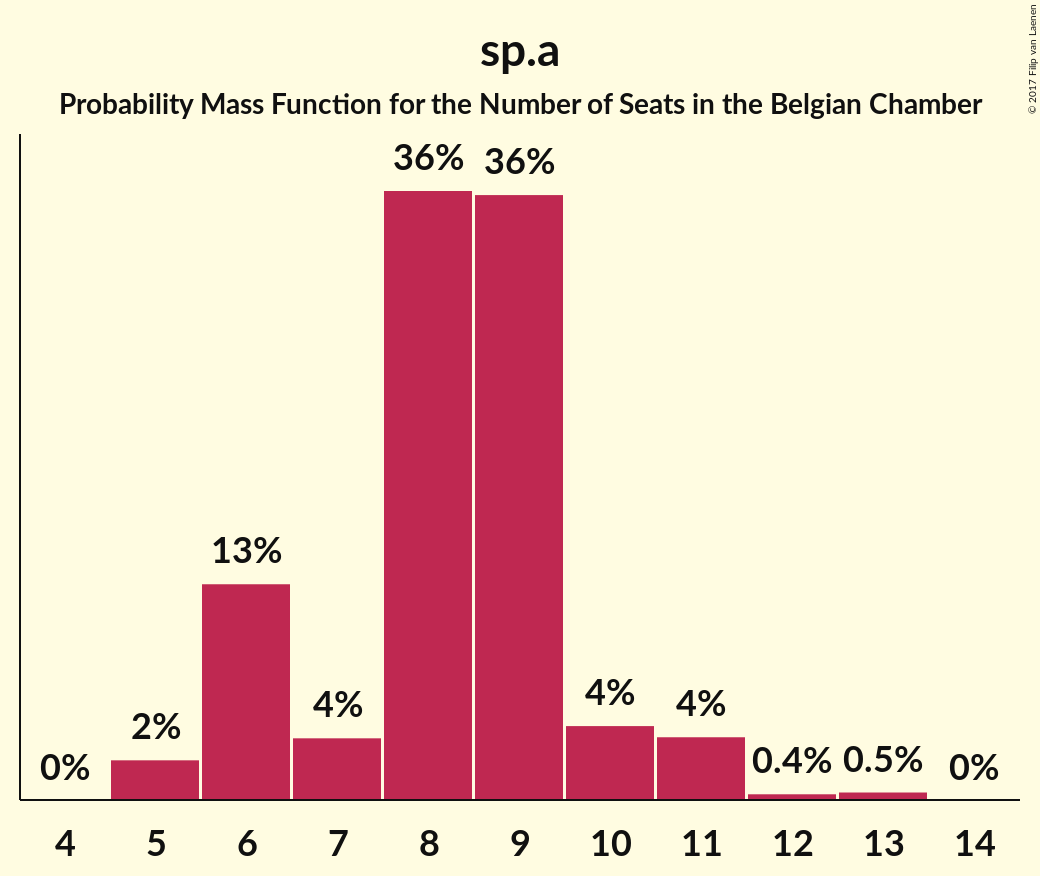 sp.a
Probability Mass Function for the Number of Seats in the Belgian Chamber
© 2017 Filip van Laenen
0% 2% 13% 4% 36% 36% 4% 4% 0.4% 0.5% 0%
4 5 6 7 8 9 10 11 12 13 14